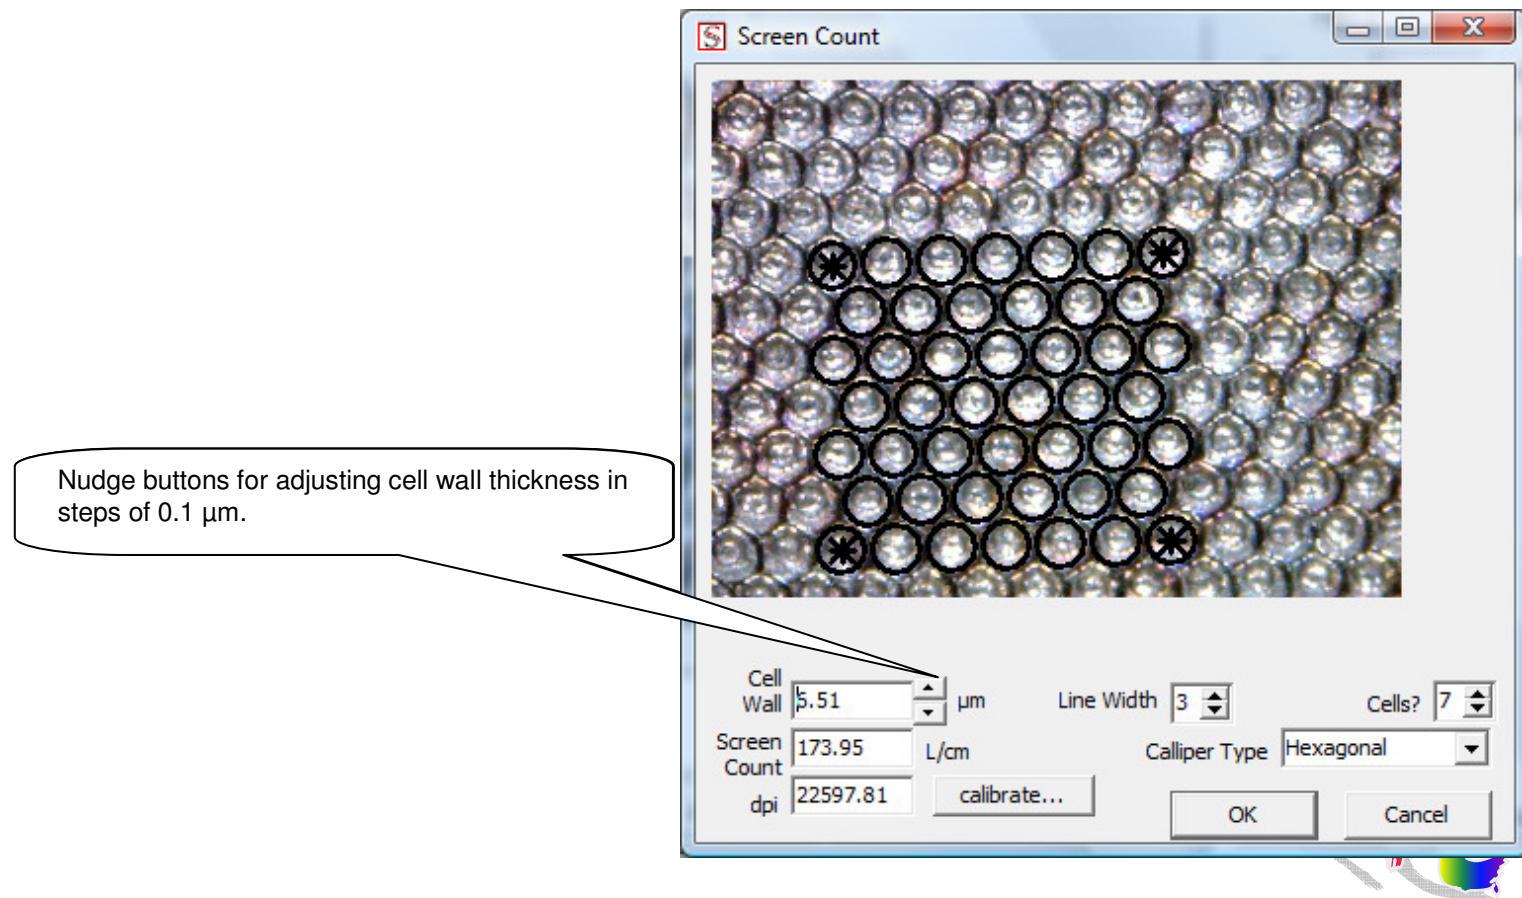 Screen Count
Nudge buttons for adjusting cell wall thickness in
steps of 0.1 µm.
Cell
Wall 5.51 µm Line Width 3 Cells? 7
Screen
Count 173.95 L/cm Calliper Type Hexagonal
dpi 22597.81 calibrate...
OK Cancel